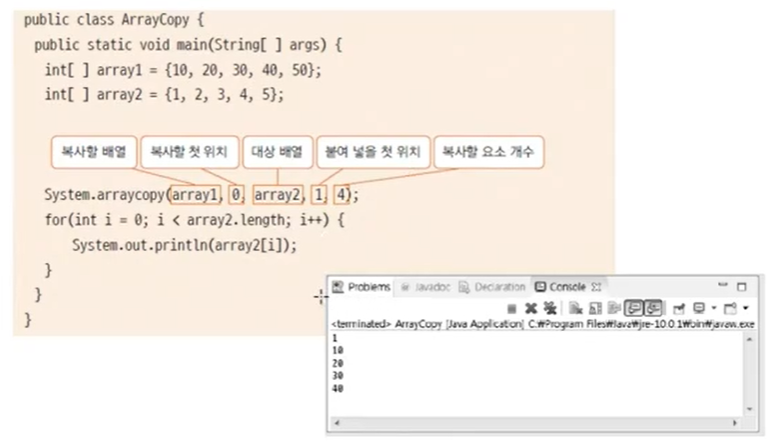 public class ArrayCopy {
public static void main(String[ ] args) {
int[ ] array1 = {10, 20, 30, 40, 50};
int[ ] array2 = {1, 2, 3, 4, 5};
복사할 배열 복사할 첫 위치 대상 배열 붙여 넣을 첫 위치 복사할 요소 개수
System.arraycopy(array1, 0, array2, 1, 4);
for(int i = 0; i < array2.length; i++) {
System.out.println(array2[i]);
}
}
}
Problems Javadoc Declaration Console
<terminated> ArrayCopy [Java Application] C:₩Program Files₩Java₩jre-10.0.1₩bin₩javaw.exe
1
10
20
30
40